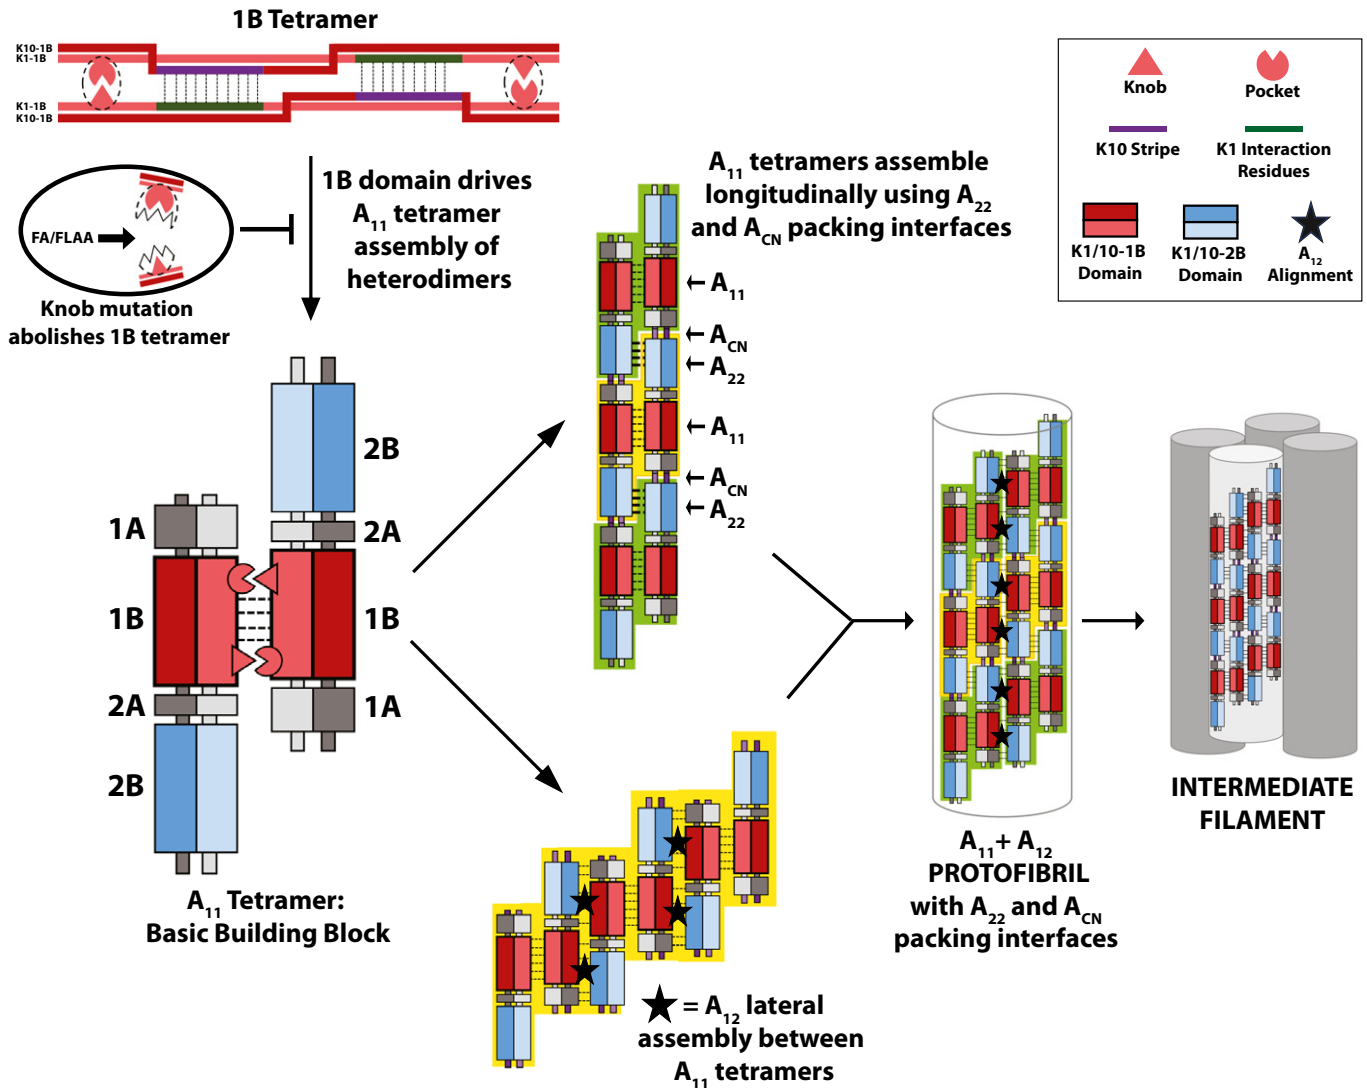 1B Tetramer
K10-1B
K1-1B
K1-1B
K10-1B
Knob
Pocket
K10 Stripe
K1 Interaction
Residues
K1/10-1B
Domain
K1/10-2B
Domain
A12
Alignment
FA/FLAA
Knob mutation
abolishes 1B tetramer
1B domain drives
A11 tetramer
assembly of
heterodimers
A11 tetramers assemble
longitudinally using A22
and ACN packing interfaces
A11
ACN
A22
A11
ACN
A22
2B
2A
1B
1A
1A
1B
2A
2B
A11 Tetramer:
Basic Building Block
★ = A12 lateral
assembly between
A11 tetramers
A11 + A12
PROTOFIBRIL
with A22 and ACN
packing interfaces
INTERMEDIATE
FILAMENT